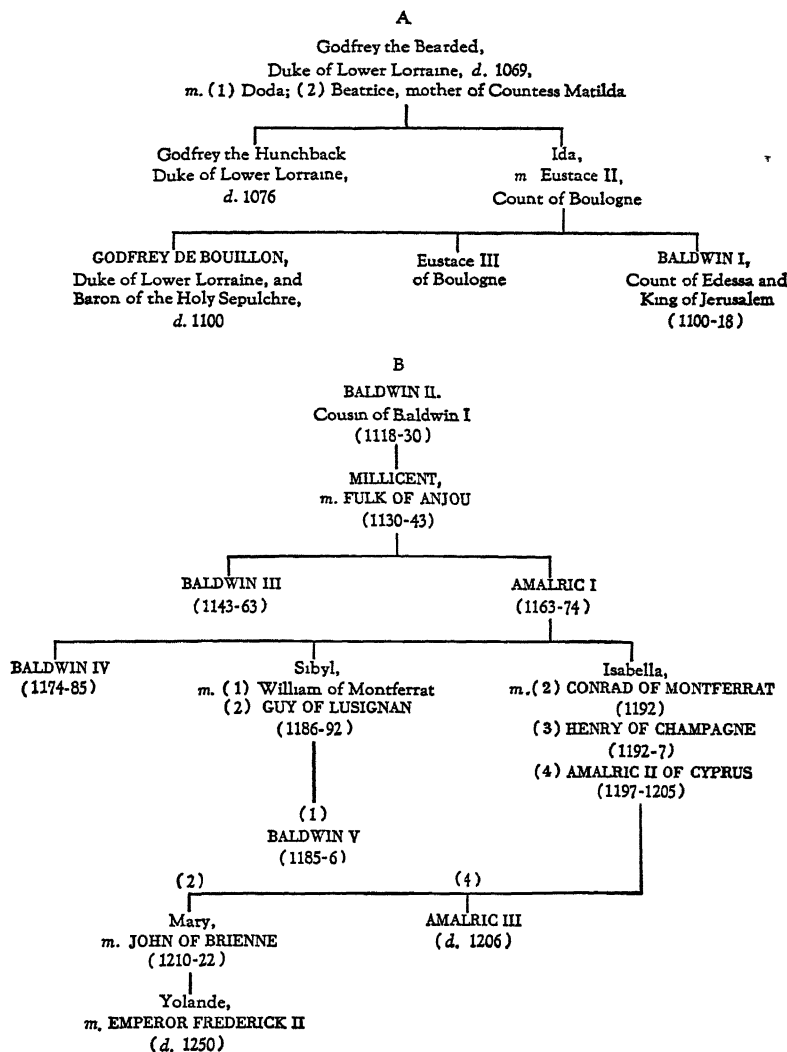 A
Godfrey the Bearded,
Duke of Lower Lorraine, d. 1069,
m. (1) Doda; (2) Beatrice, mother of Countess Matilda
Godfrey the Hunchback
Duke of Lower Lorraine,
d. 1076
Ida,
m Eustace II,
Count of Boulogne
GODFREY DE BOUILLON,
Duke of Lower Lorraine, and
Baron of the Holy Sepulchre,
d. 1100
Eustace III
of Boulogne
BALDWIN I,
Count of Edessa and
King of Jerusalem
(1100-18)
B
BALDWIN II.
Cousin of Baldwin I
(1118-30)
MILLICENT,
m. FULK OF ANJOU
(1130-43)
BALDWIN III
(1143-63)
AMALRIC I
(1163-74)
BALDWIN IV
(1174-85)
Sibyl,
m. (1) William of Montferrat
(2) GUY OF LUSIGNAN
(1186-92)
Isabella,
m.(2) CONRAD OF MONTFERRAT
(1192)
(3) HENRY OF CHAMPAGNE
(1192-7)
(4) AMALRIC II OF CYPRUS
(1197-1205)
(1)
BALDWIN V
(1185-6)
(2)
Mary,
m. JOHN OF BRIENNE
(1210-22)
(4)
AMALRIC III
(d. 1206)
Yolande,
m. EMPEROR FREDERICK II
(d. 1250)